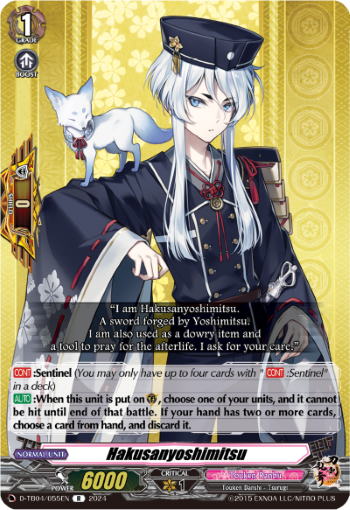 1
GRADE
BOOST
SHIELD
0
"I am Hakusanyoshimitsu.
A sword forged by Yoshimitsu.
I am also used as a dowry item and
a tool to pray for the afterlife. I ask for your care."
CONT:Sentinel (You may only have up to four cards with " CONT:Sentinel"
in a deck)
AUTO:When this unit is put on G, choose one of your units, and it cannot
be hit until end of that battle. If your hand has two or more cards,
choose a card from hand, and discard it.
NORMAL UNIT
Hakusanyoshimitsu
Touken Ranbu
POWER 6000 CRITICAL 1
Touken Danshi - Tsurugi
D-TB04/055EN R 2024 ©2015 EXNOA LLC/NITRO PLUS